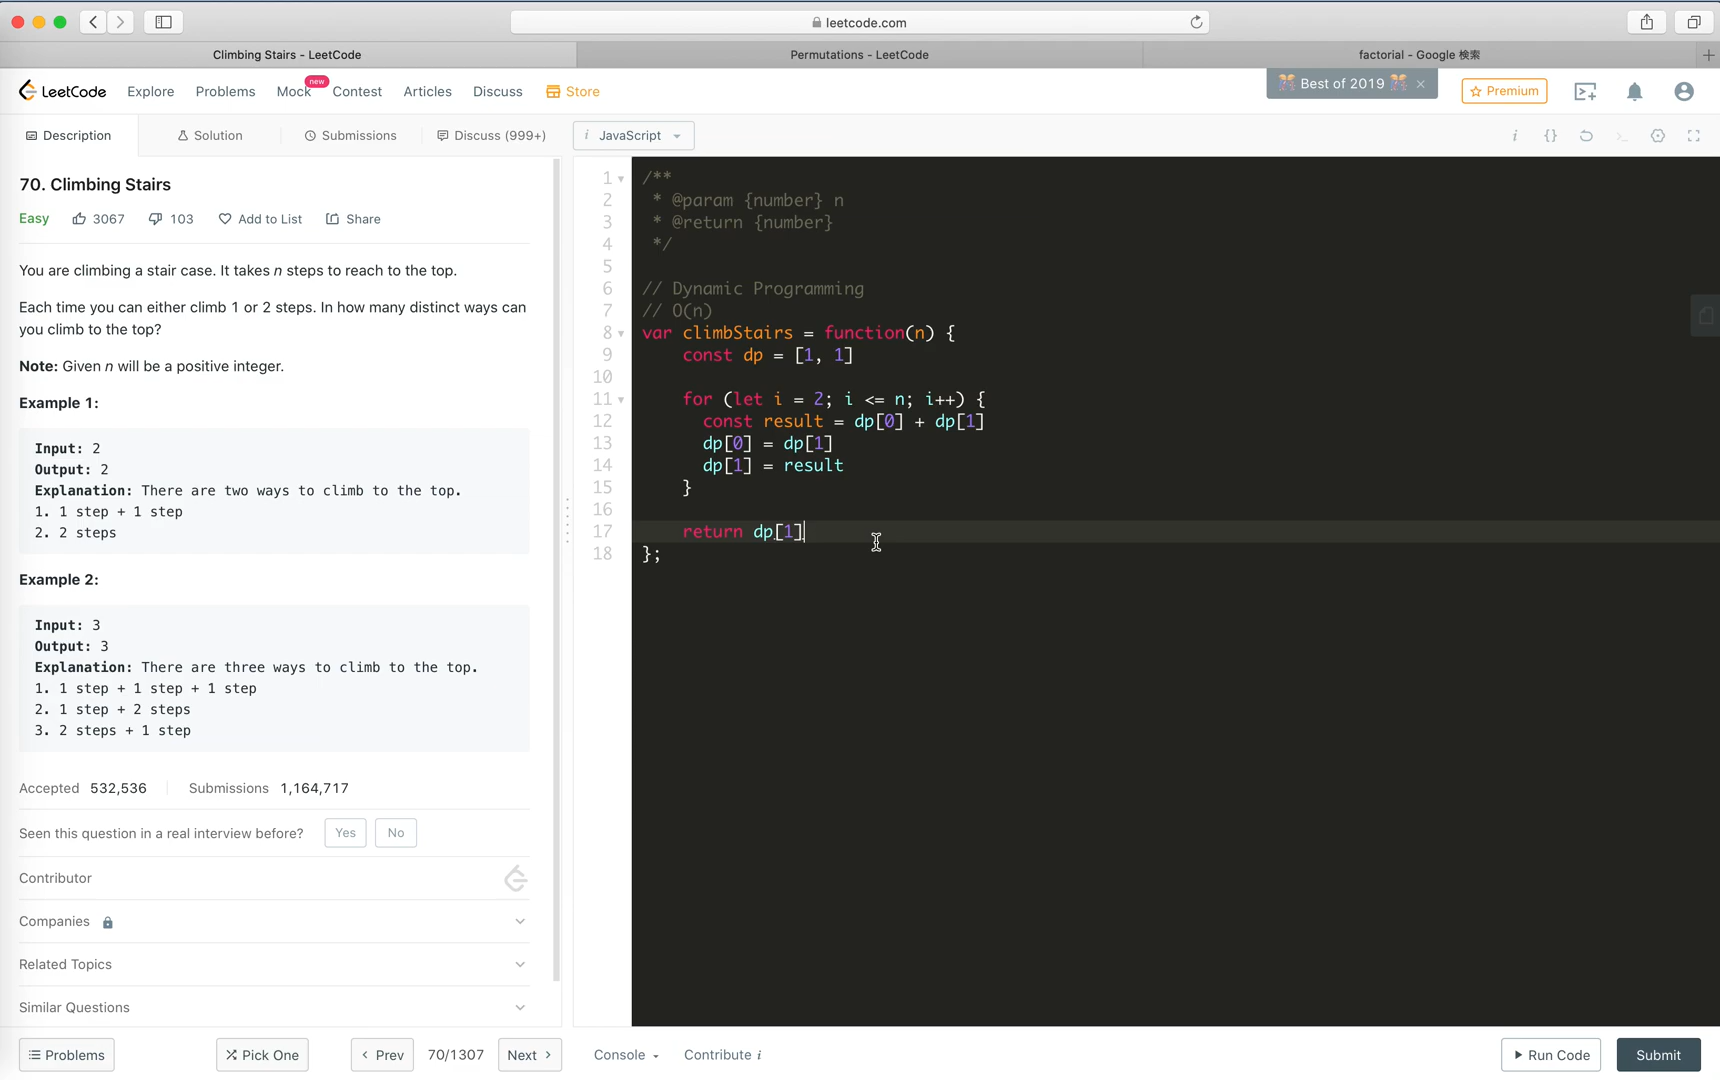 leetcode.com
Climbing Stairs - LeetCode
Permutations - LeetCode
factorial - Google 検索
LeetCode
Explore
Problems
Mock
new
Contest
Articles
Discuss
Store
Best of 2019
Premium
Description
Solution
Submissions
Discuss (999+)
i JavaScript
70. Climbing Stairs
Easy 3067 103 Add to List Share
You are climbing a stair case. It takes n steps to reach to the top.
Each time you can either climb 1 or 2 steps. In how many distinct ways can
you climb to the top?
Note: Given n will be a positive integer.
Example 1:
Input: 2
Output: 2
Explanation: There are two ways to climb to the top.
1. 1 step + 1 step
2. 2 steps
Example 2:
Input: 3
Output: 3
Explanation: There are three ways to climb to the top.
1. 1 step + 1 step + 1 step
2. 1 step + 2 steps
3. 2 steps + 1 step
Accepted 532,536 Submissions 1,164,717
Seen this question in a real interview before? Yes No
Contributor
Companies
Related Topics
Similar Questions
Problems
Pick One
Prev
70/1307
Next
1 /**
2 * @param {number} n
3 * @return {number}
4 */
5
6 // Dynamic Programming
7 // O(n)
8 var climbStairs = function(n) {
9 const dp = [1, 1]
10
11 for (let i = 2; i <= n; i++) {
12 const result = dp[0] + dp[1]
13 dp[0] = dp[1]
14 dp[1] = result
15 }
16
17 return dp[1]
18 };
Console
Contribute i
Run Code
Submit